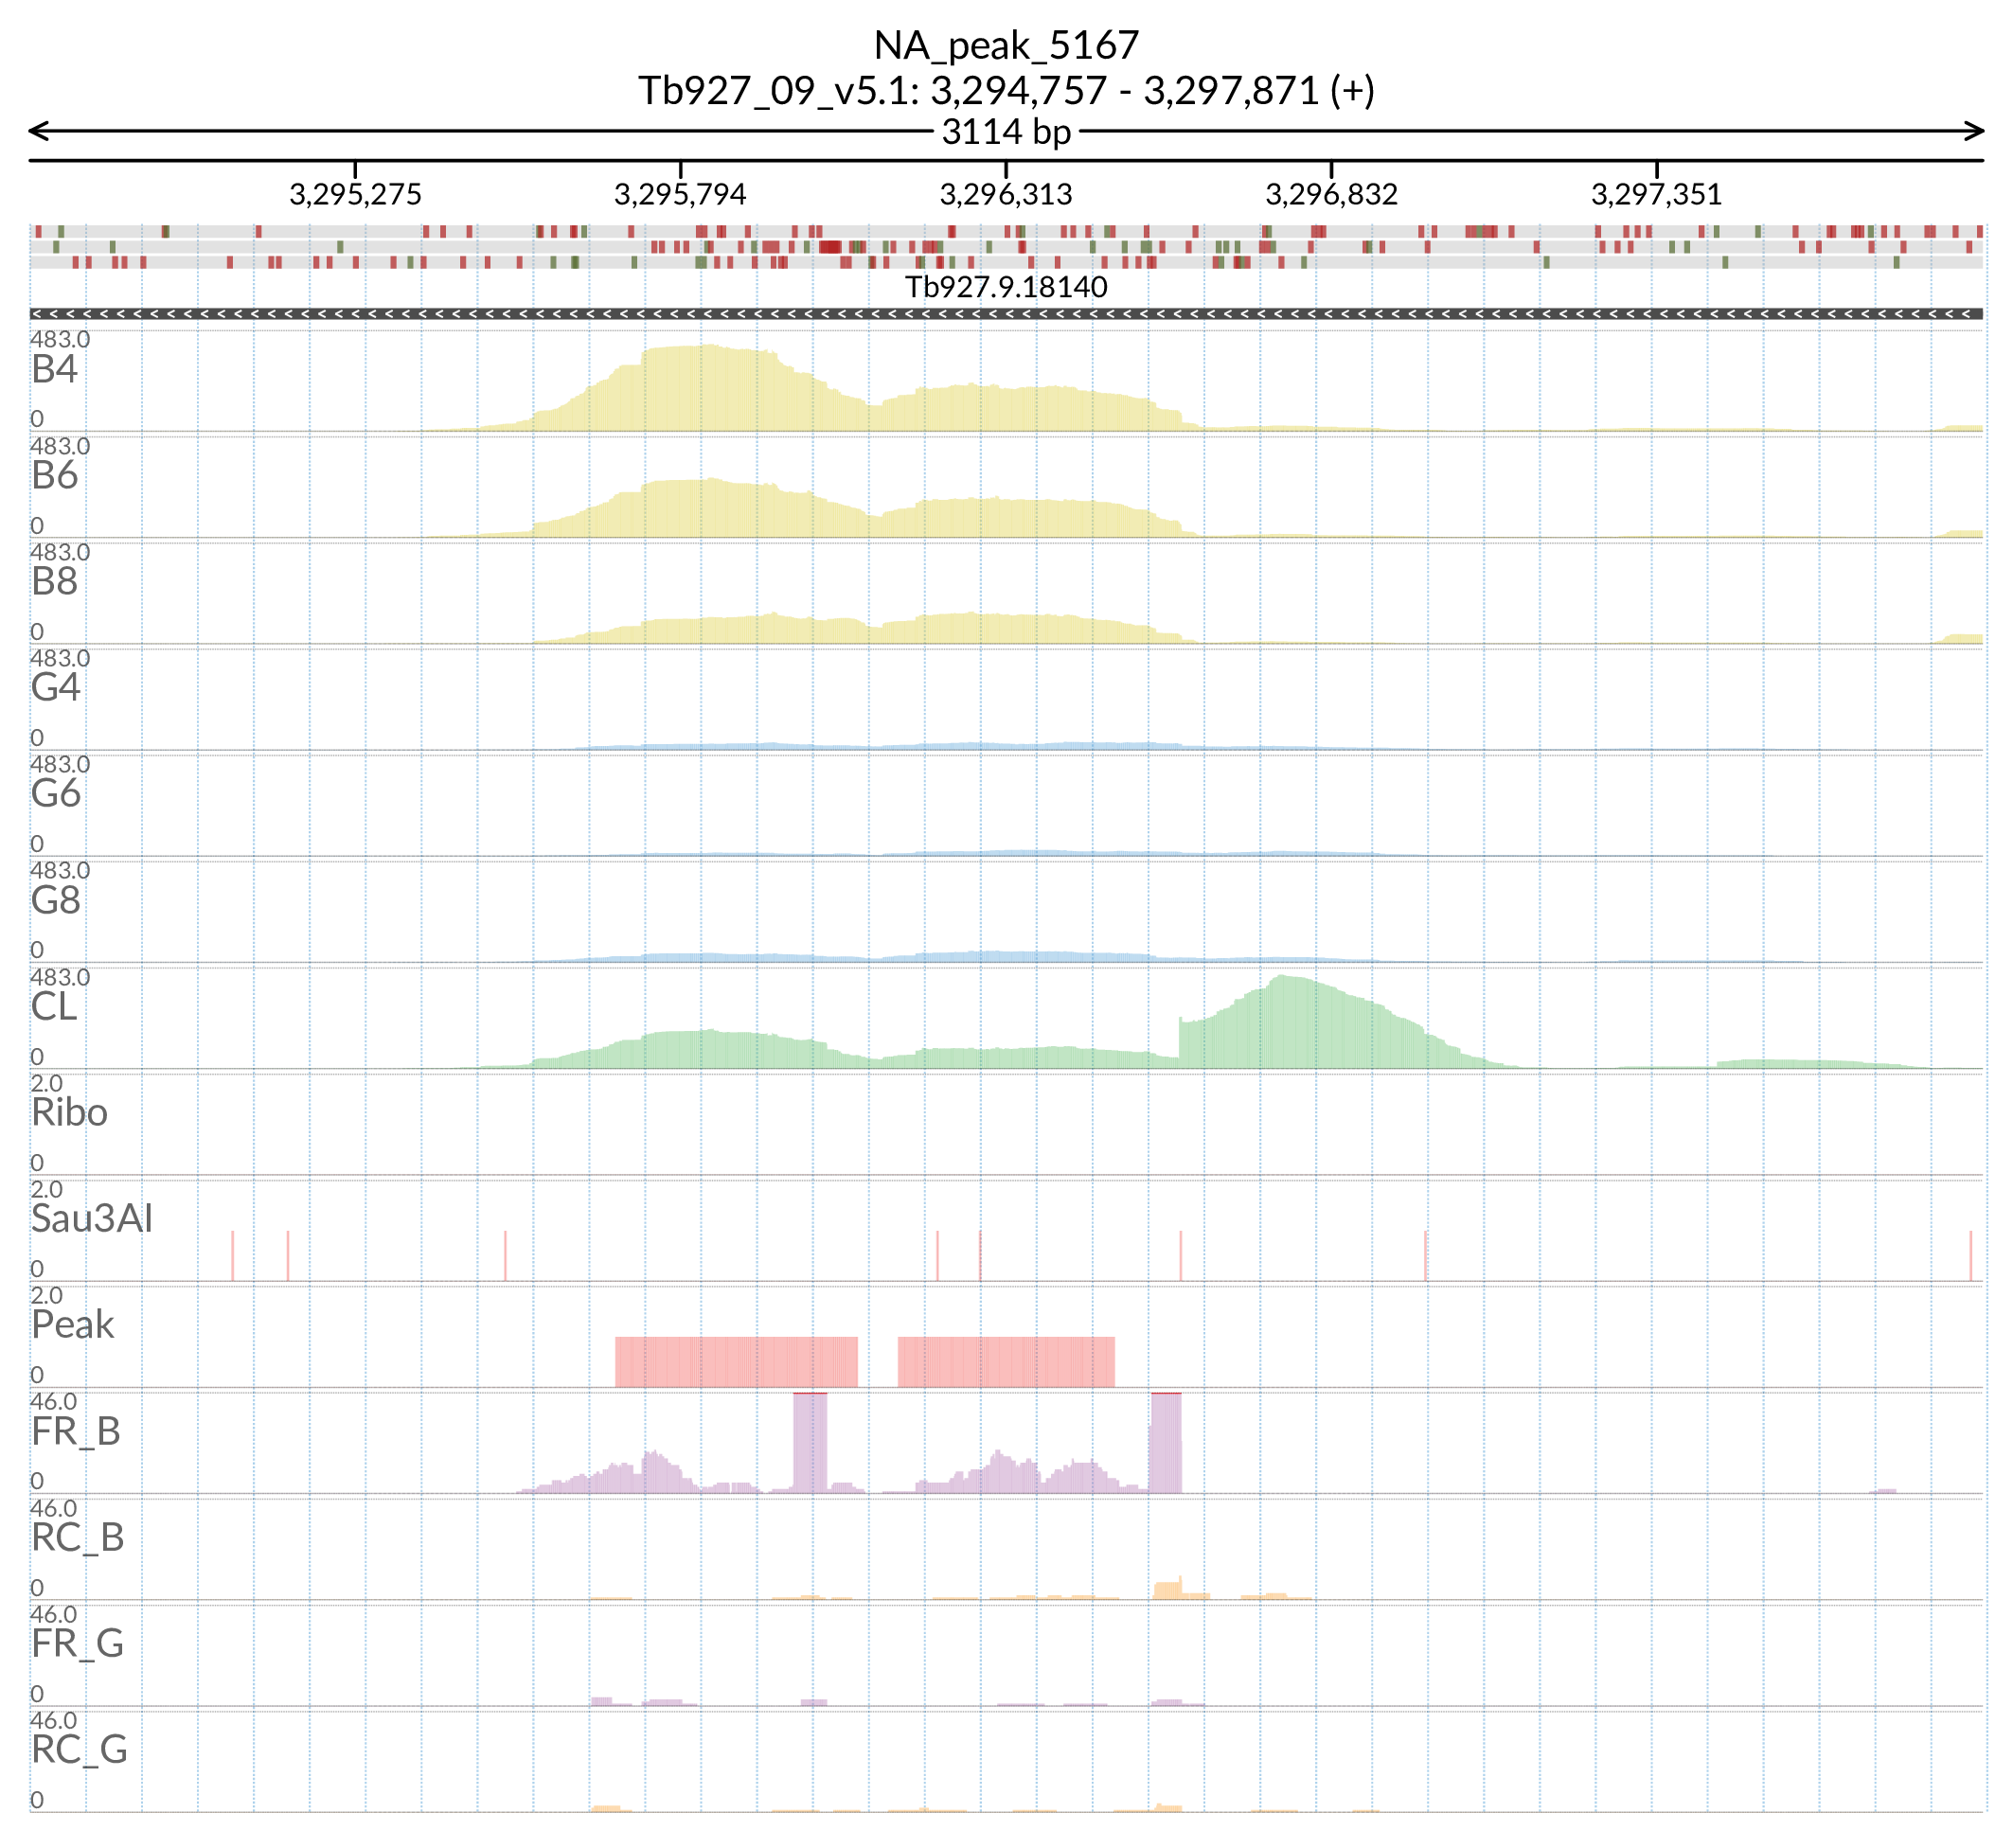 NA_peak_5167
Tb927_09_v5.1: 3,294,757 - 3,297,871 (+)
3114 bp
3,295,275 3,295,794 3,296,313 3,296,832 3,297,351
Tb927.9.18140
483.0
B4
0
483.0
B6
0
483.0
B8
0
483.0
G4
0
483.0
G6
0
483.0
G8
0
483.0
CL
0
2.0
Ribo
0
2.0
Sau3AI
0
2.0
Peak
0
46.0
FR_B
0
46.0
RC_B
0
46.0
FR_G
0
46.0
RC_G
0